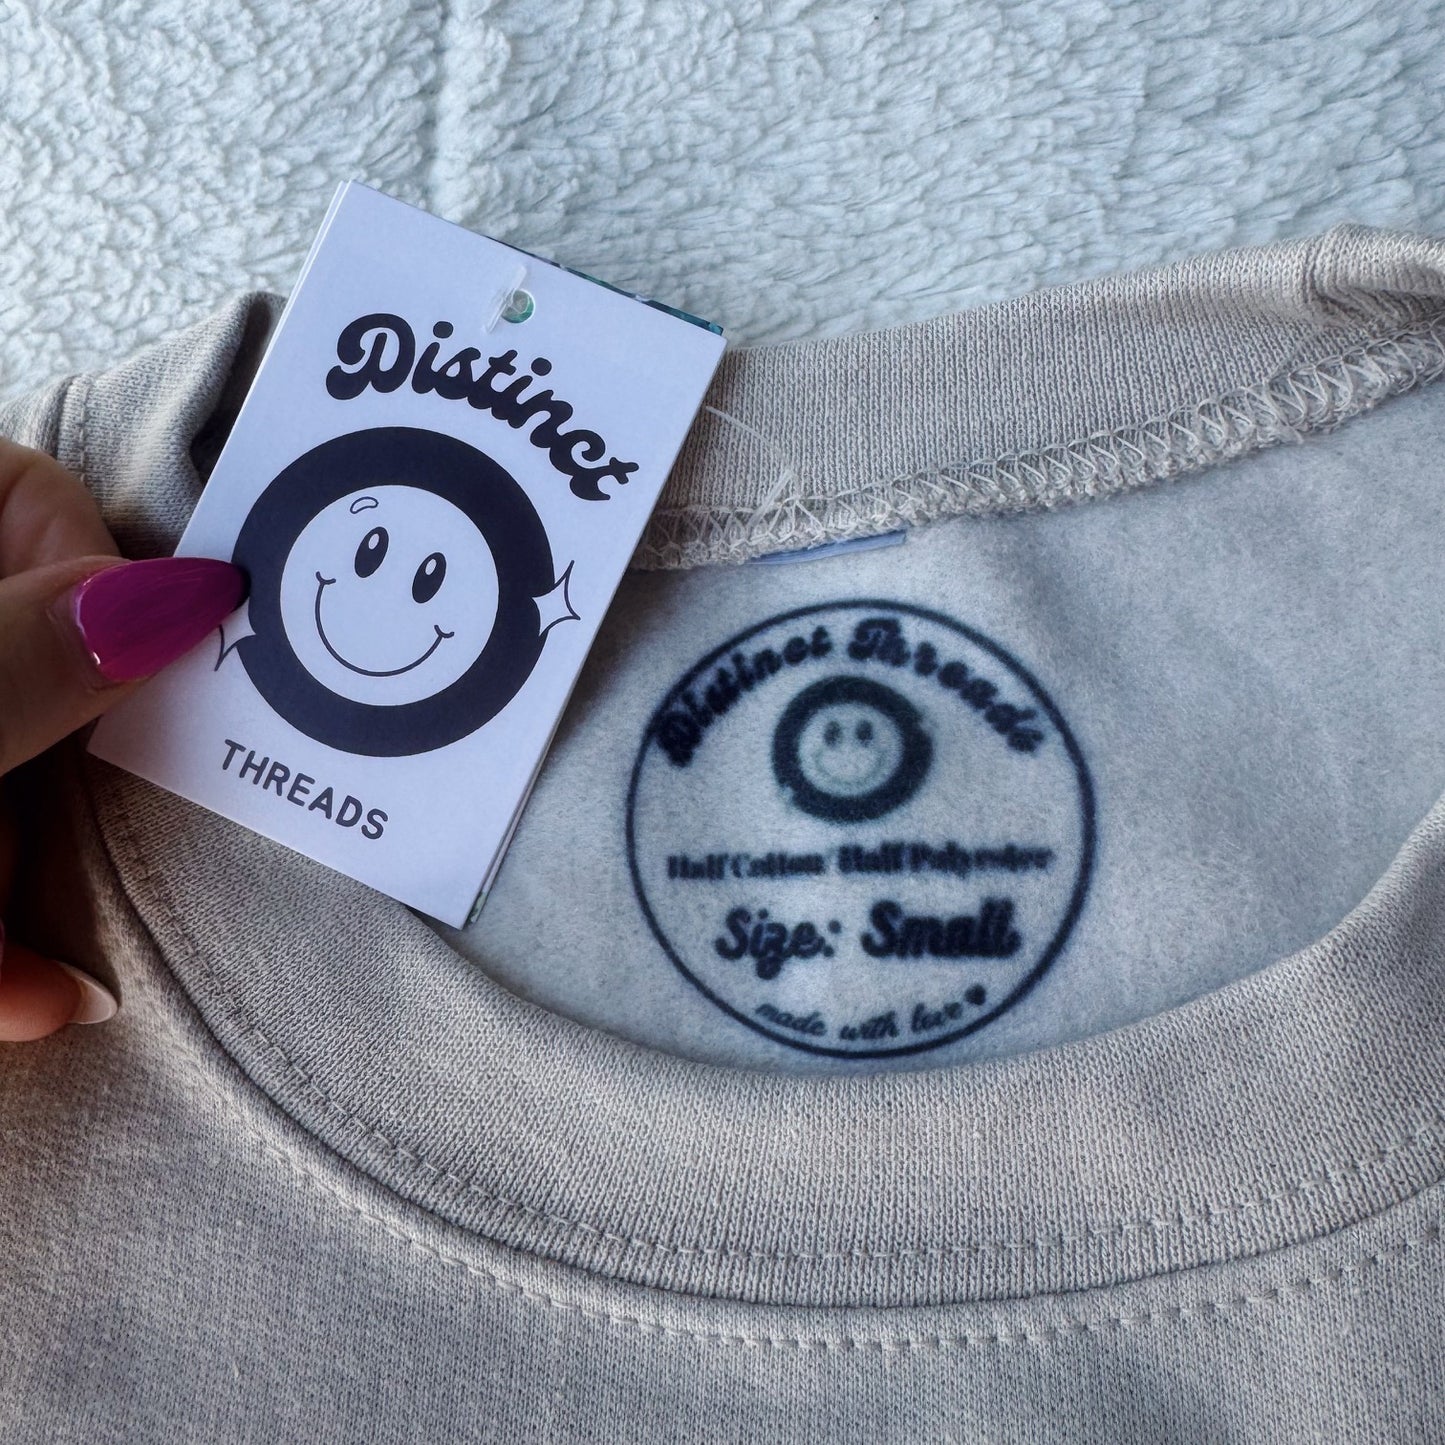 Distinct
THREADS
Distinct Threads
Half Cotton Half Polyester
Size: Small
made with love♥